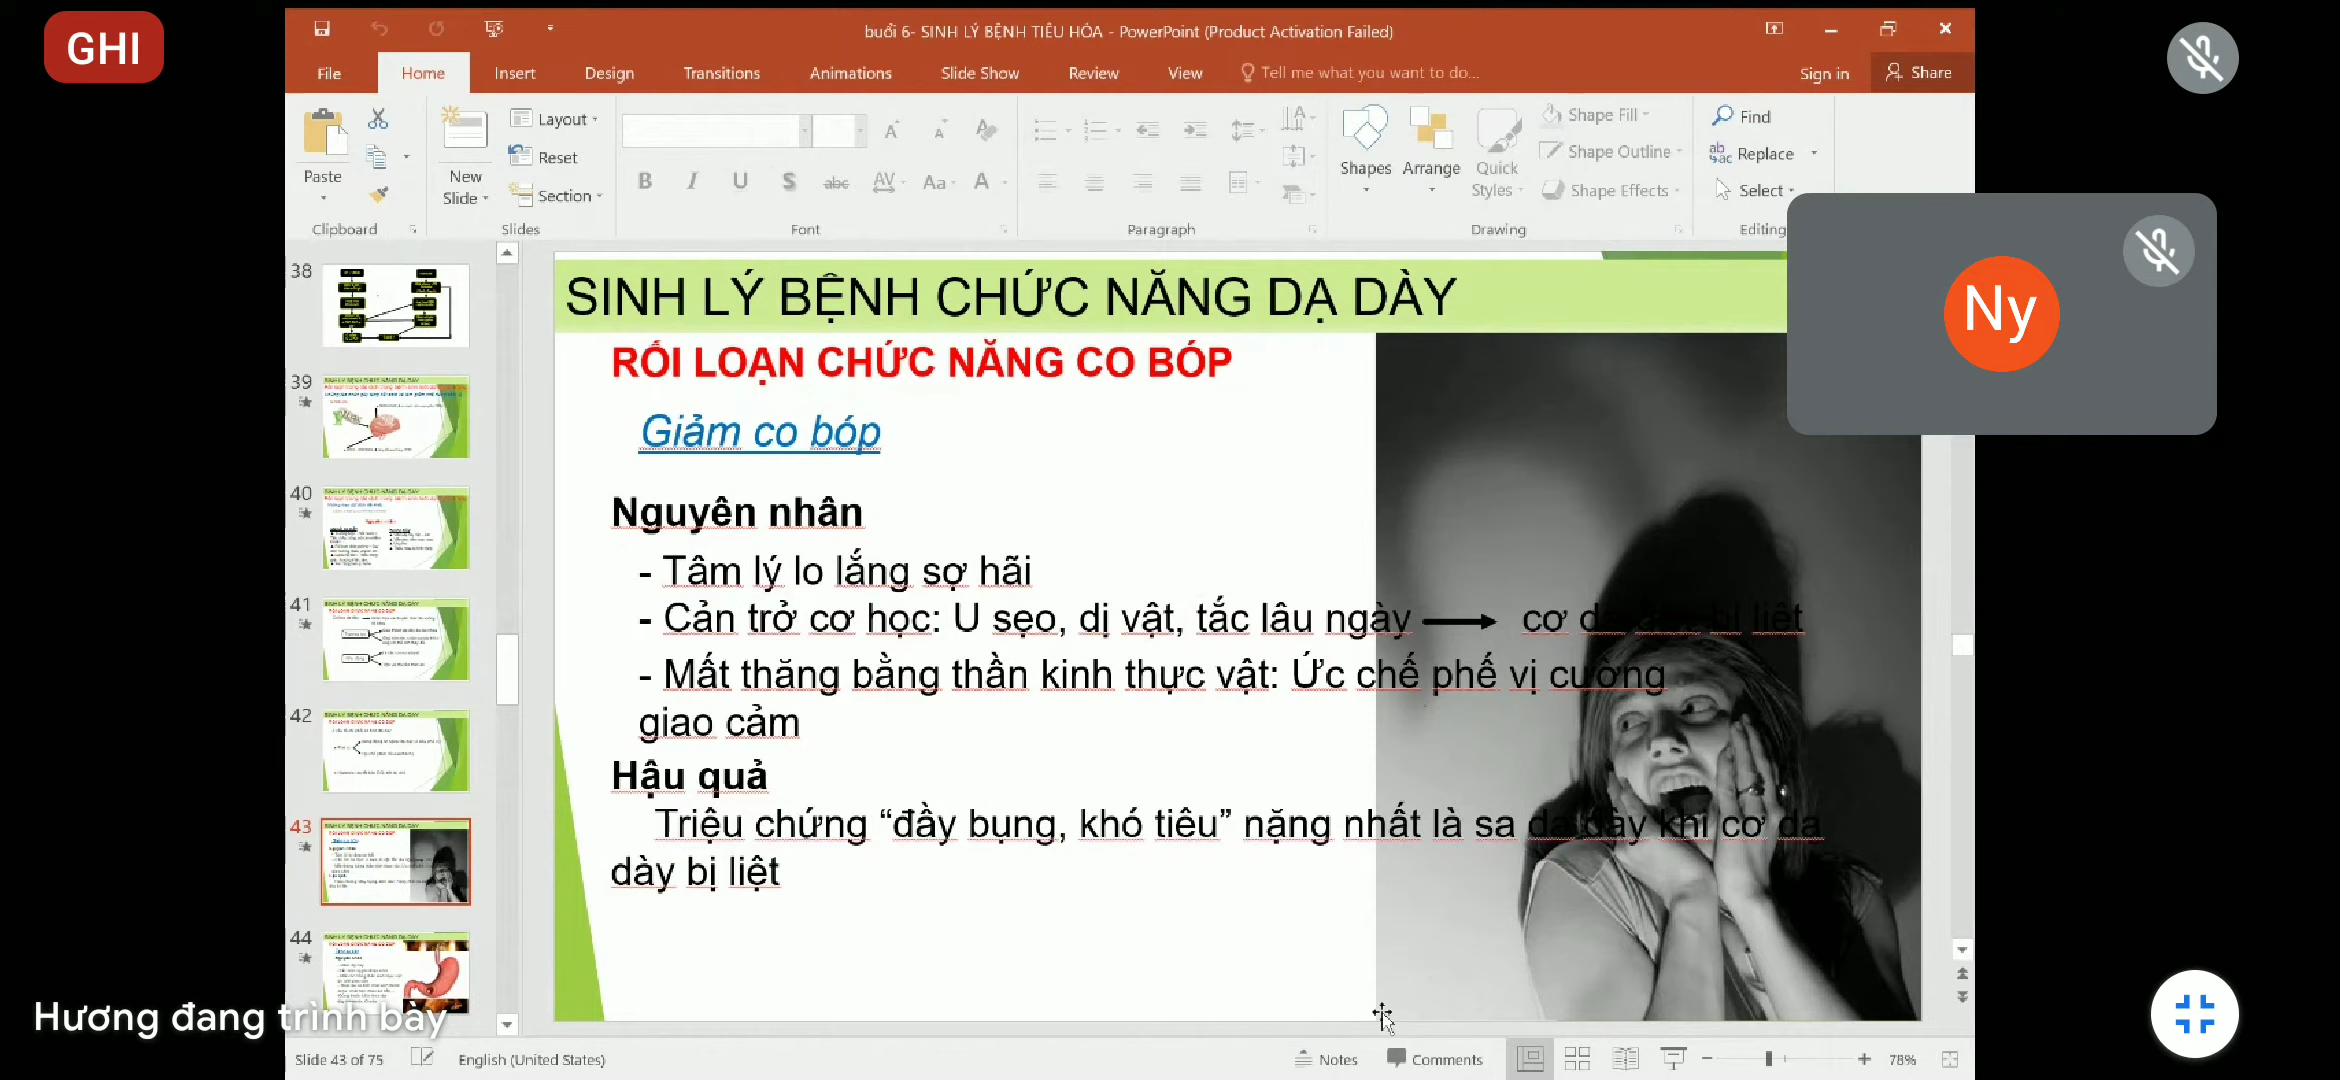 GHI
buổi 6- SINH LÝ BỆNH TIÊU HÓA - PowerPoint (Product Activation Failed)
File Home Insert Design Transitions Animations Slide Show Review View Tell me what you want to do... Sign in Share
Paste
New Slide
Layout
Reset
Section
B I U S abc AV Aa A
Shapes Arrange Quick Styles
Shape Fill
Shape Outline
Shape Effects
Find
Replace
Select
Clipboard Slides Font Paragraph Drawing Editing
38
39
40
41
42
43
44
SINH LÝ BỆNH CHỨC NĂNG DẠ DÀY
RỐI LOẠN CHỨC NĂNG CO BÓP
Giảm co bóp
Nguyên nhân
- Tâm lý lo lắng sợ hãi
- Cản trở cơ học: U sẹo, dị vật, tắc lâu ngày → cơ dạ dày bị liệt
- Mất thăng bằng thần kinh thực vật: Ức chế phế vị cường
giao cảm
Hậu quả
Triệu chứng “đầy bụng, khó tiêu” nặng nhất là sa dạ dày khi cơ dạ
dày bị liệt
Ny
Hương đang trình bày
Slide 43 of 75 English (United States) Notes Comments 78%